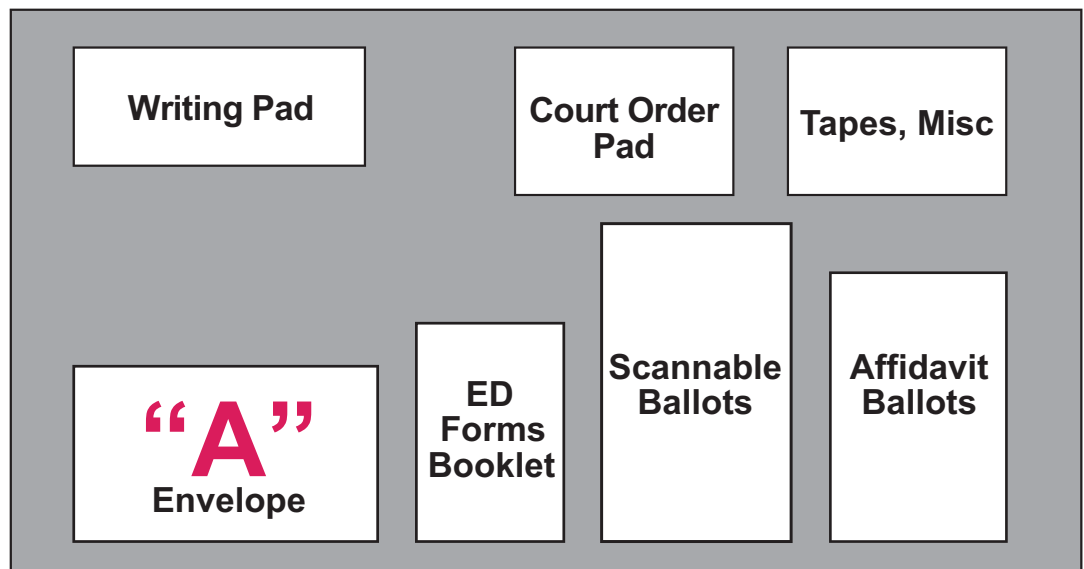 Writing Pad
Court Order
Pad
Tapes, Misc
“A”
Envelope
ED
Forms
Booklet
Scannable
Ballots
Affidavit
Ballots